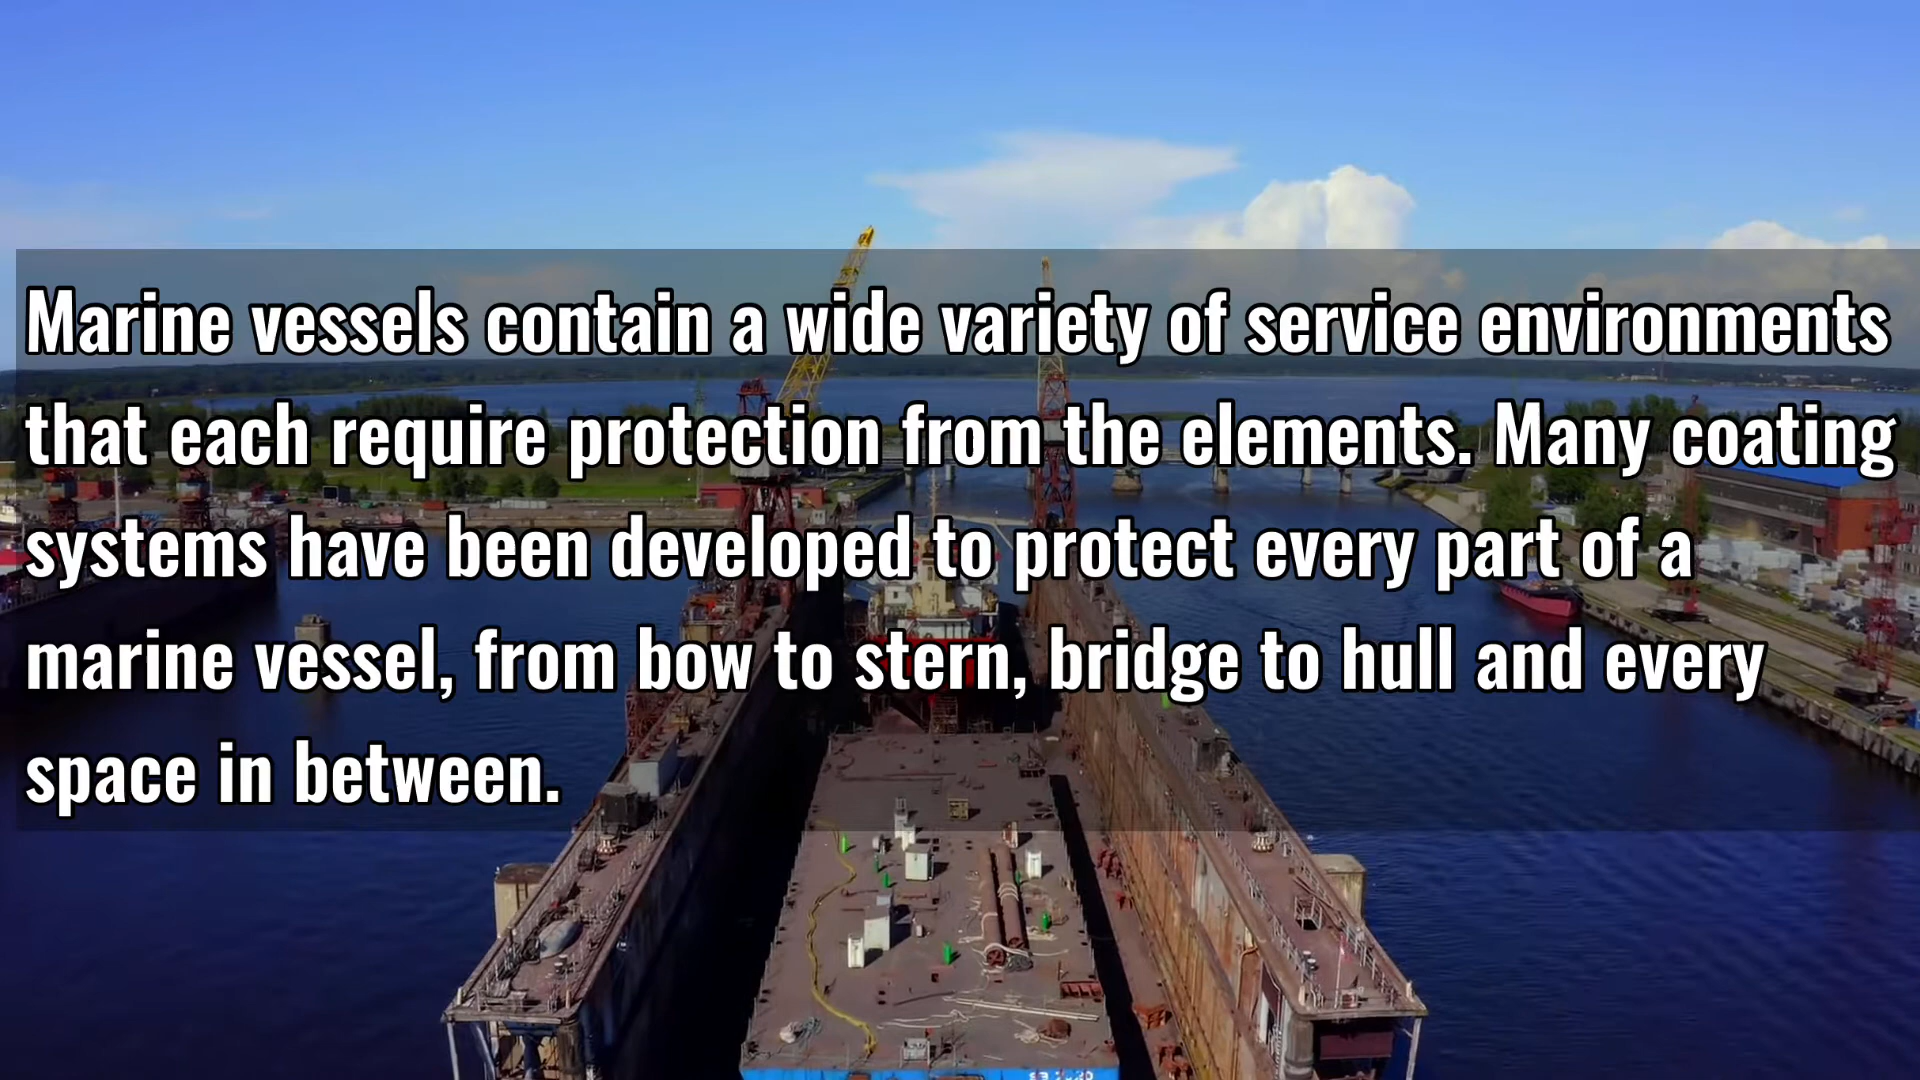 Marine vessels contain a wide variety of service environments
that each require protection from the elements. Many coating
systems have been developed to protect every part of a
marine vessel, from bow to stern, bridge to hull and every
space in between.